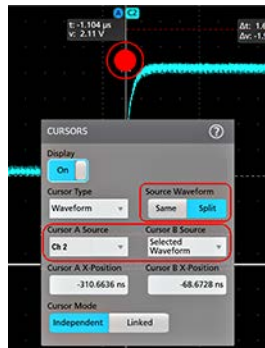 A C2
t: -1.104 µs
v: 2.11 V
Δt: 1.6
Δv: -1.9
CURSORS
?
Display
On
Cursor Type
Source Waveform
Waveform
Same
Split
Cursor A Source
Cursor B Source
Ch 2
Selected
Waveform
Cursor A X-Position
Cursor B X-Position
-310.6636 ns
-68.6728 ns
Cursor Mode
Independent
Linked